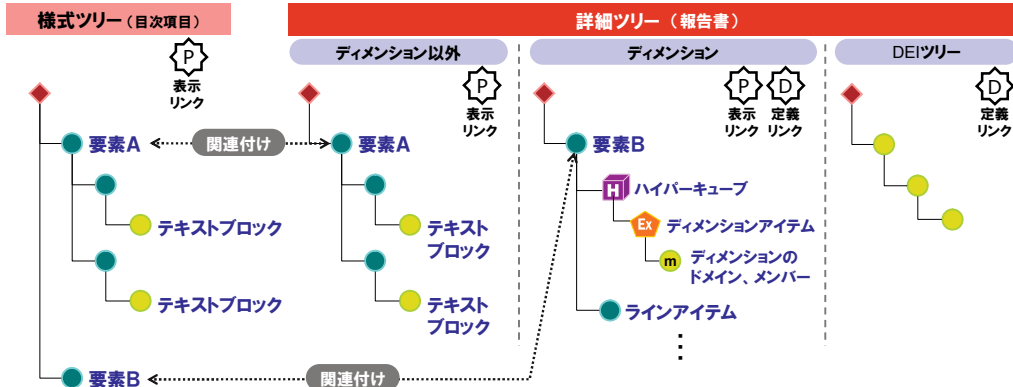 様式ツリー（目次項目）
詳細ツリー（報告書）
ディメンション以外
ディメンション
DEIツリー
P
表示
リンク
P
表示
リンク
P
表示
リンク
D
定義
リンク
D
定義
リンク
要素A
関連付け
要素A
要素B
H
ハイパーキューブ
テキストブロック
テキスト
ブロック
Ex
ディメンションアイテム
m
ディメンションの
ドメイン、メンバー
テキストブロック
テキスト
ブロック
ラインアイテム
要素B
関連付け